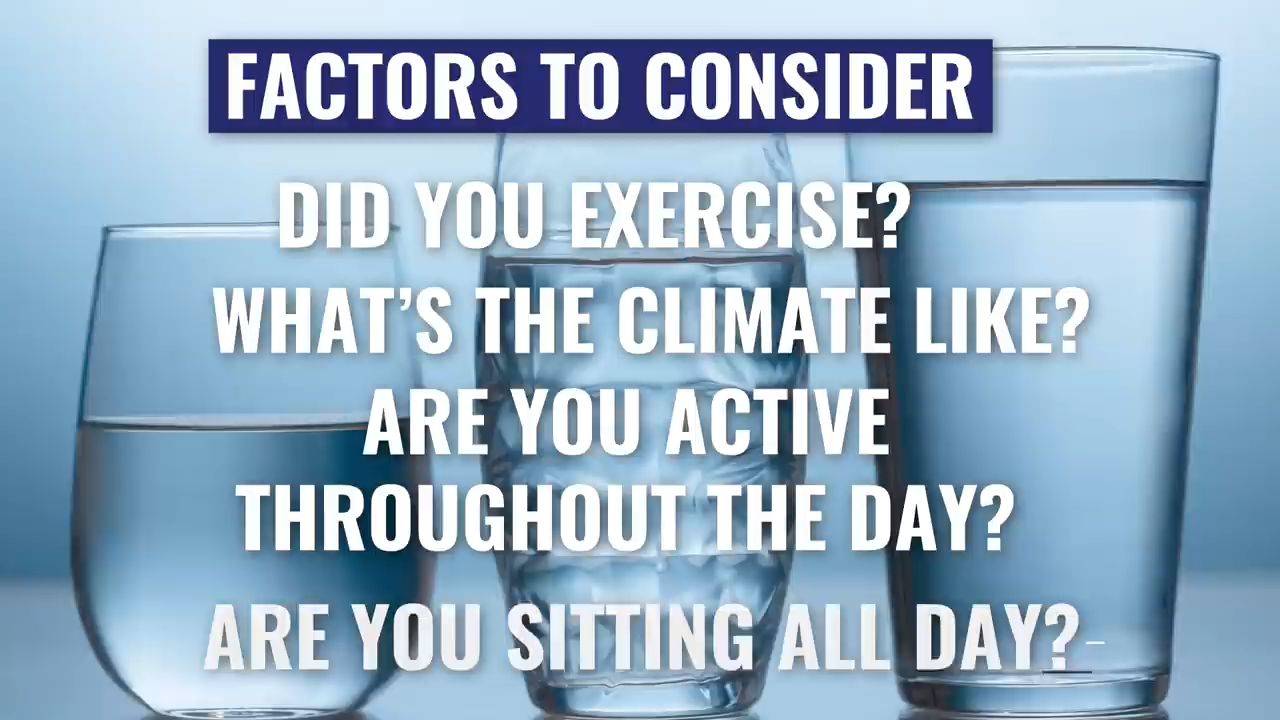 FACTORS TO CONSIDER
DID YOU EXERCISE?
WHAT’S THE CLIMATE LIKE?
ARE YOU ACTIVE
THROUGHOUT THE DAY?
ARE YOU SITTING ALL DAY?